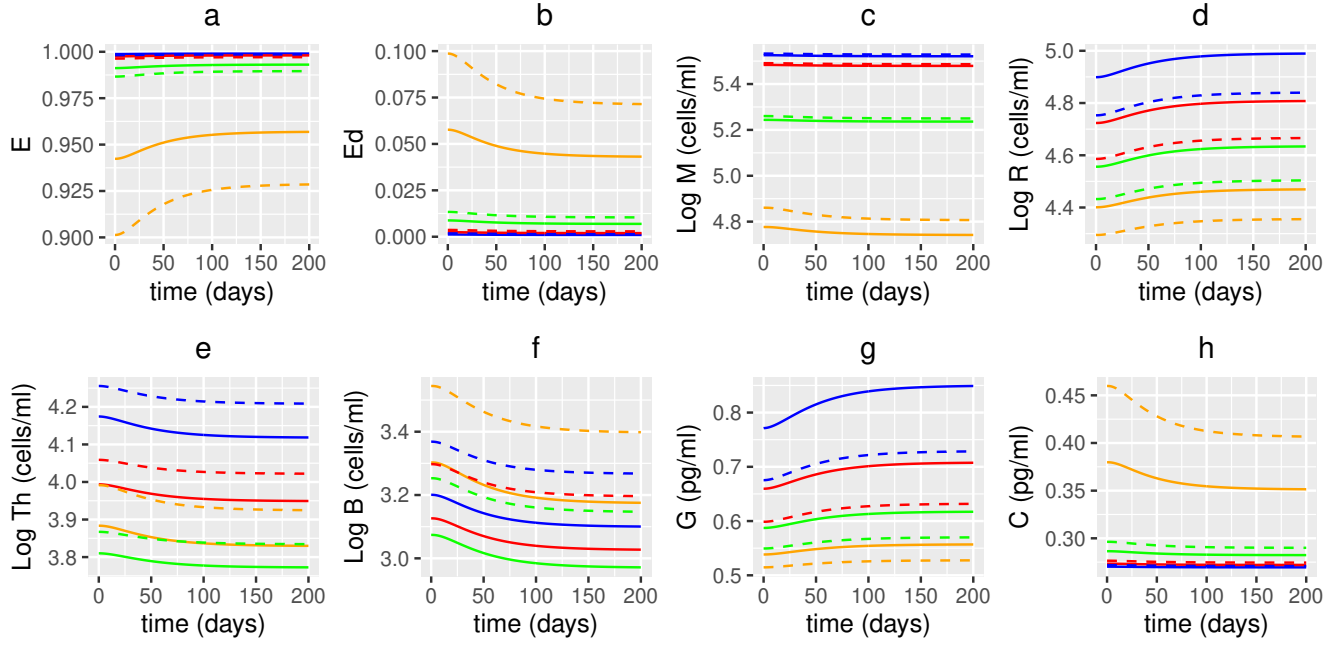 a
b
c
d
1.000
0.975
0.950
0.925
0.900
E
0 50 100 150 200
time (days)
0.100
0.075
0.050
0.025
0.000
Ed
0 50 100 150 200
time (days)
5.4
5.2
5.0
4.8
Log M (cells/ml)
0 50 100 150 200
time (days)
5.0
4.8
4.6
4.4
Log R (cells/ml)
0 50 100 150 200
time (days)
e
f
g
h
4.2
4.1
4.0
3.9
3.8
Log Th (cells/ml)
0 50 100 150 200
time (days)
3.4
3.2
3.0
Log B (cells/ml)
0 50 100 150 200
time (days)
0.8
0.7
0.6
0.5
G (pg/ml)
0 50 100 150 200
time (days)
0.45
0.40
0.35
0.30
C (pg/ml)
0 50 100 150 200
time (days)